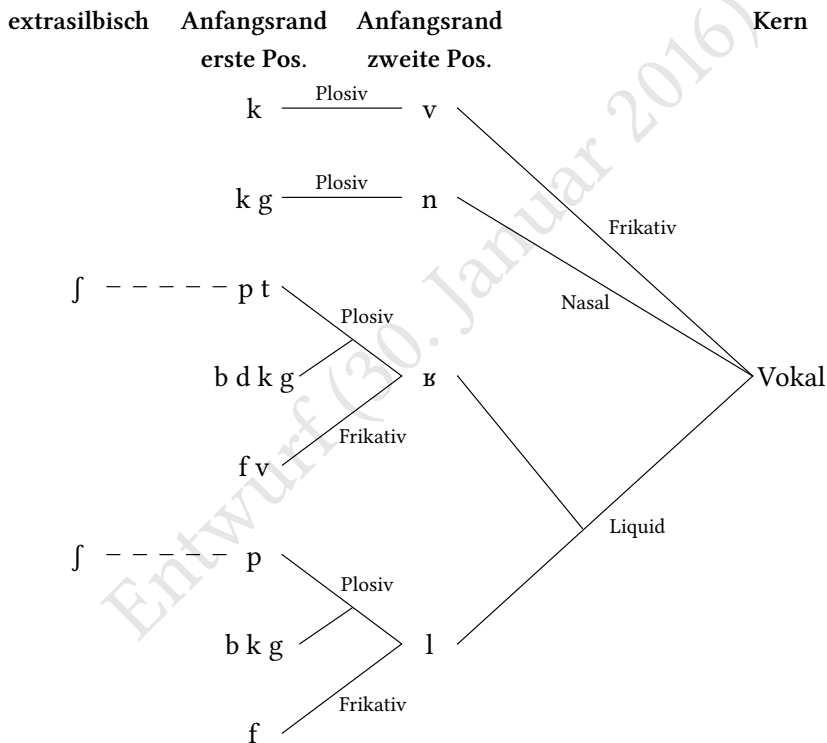 extrasilbisch Anfangsrand Anfangsrand Kern
erste Pos. zweite Pos.
k Plosiv v
k g Plosiv n
Frikativ
ʃ p t
Nasal
Plosiv
b d k g ʁ Vokal
Frikativ
f v
Liquid
ʃ p
Plosiv
b k g l
Frikativ
f
Entwurf (30. Januar 2016)